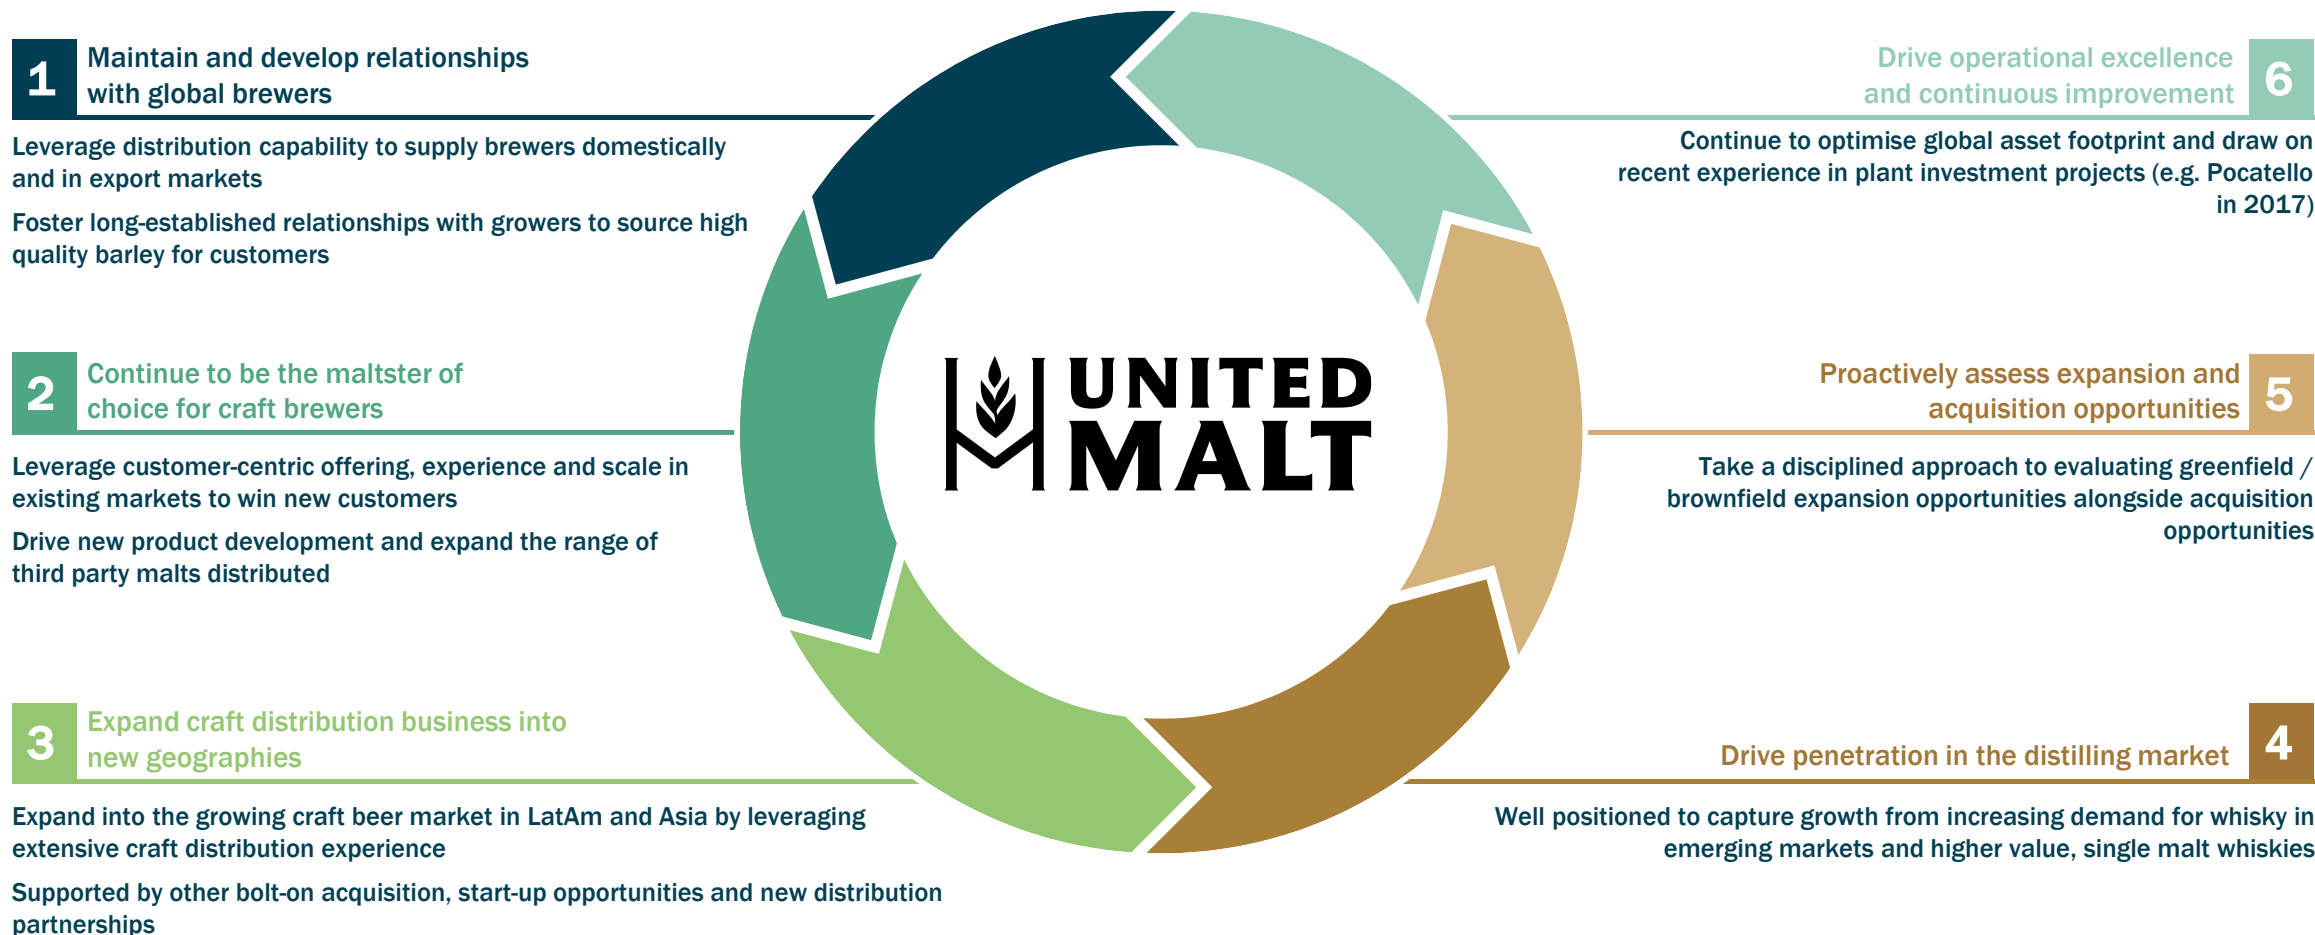 1
Maintain and develop relationships
with global brewers
Leverage distribution capability to supply brewers domestically
and in export markets
Foster long-established relationships with growers to source high
quality barley for customers
2
Continue to be the maltster of
choice for craft brewers
Leverage customer-centric offering, experience and scale in
existing markets to win new customers
Drive new product development and expand the range of
third party malts distributed
3
Expand craft distribution business into
new geographies
Expand into the growing craft beer market in LatAm and Asia by leveraging
extensive craft distribution experience
Supported by other bolt-on acquisition, start-up opportunities and new distribution
partnerships
UNITED
MALT
Drive operational excellence
and continuous improvement
6
Continue to optimise global asset footprint and draw on
recent experience in plant investment projects (e.g. Pocatello
in 2017)
Proactively assess expansion and
acquisition opportunities
5
Take a disciplined approach to evaluating greenfield /
brownfield expansion opportunities alongside acquisition
opportunities
Drive penetration in the distilling market
4
Well positioned to capture growth from increasing demand for whisky in
emerging markets and higher value, single malt whiskies